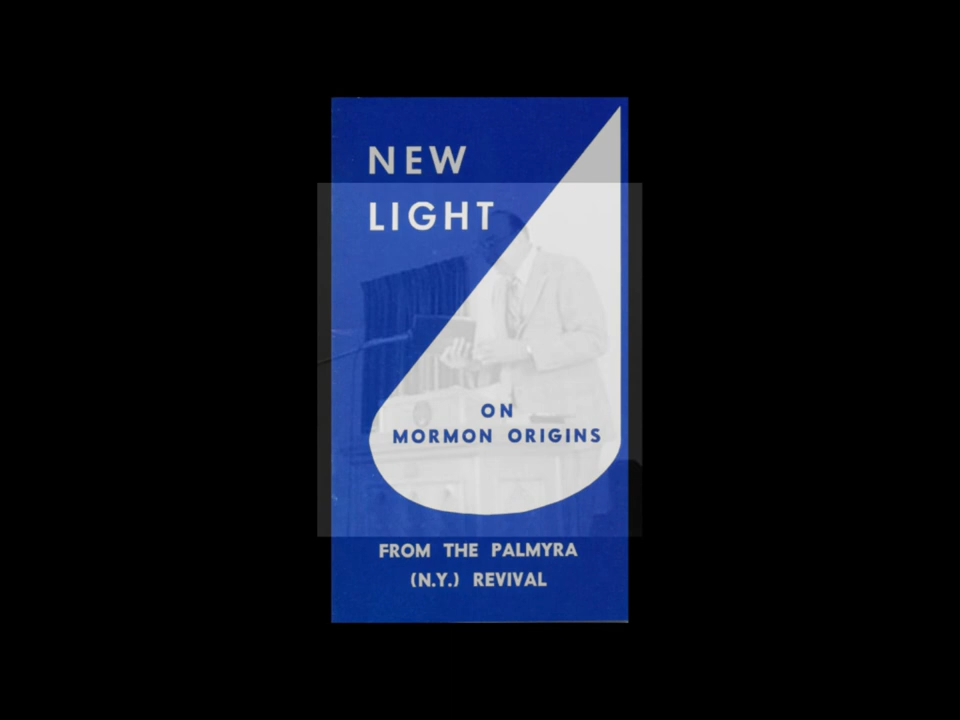 NEW
LIGHT
ON
MORMON ORIGINS
FROM THE PALMYRA
(N.Y.) REVIVAL